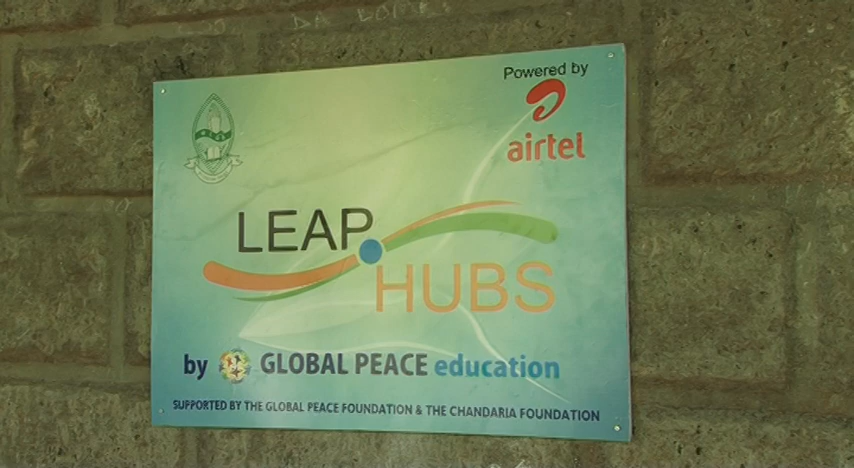 Powered by
airtel
LEAP
HUBS
by GLOBAL PEACE education
SUPPORTED BY THE GLOBAL PEACE FOUNDATION & THE CHANDARIA FOUNDATION